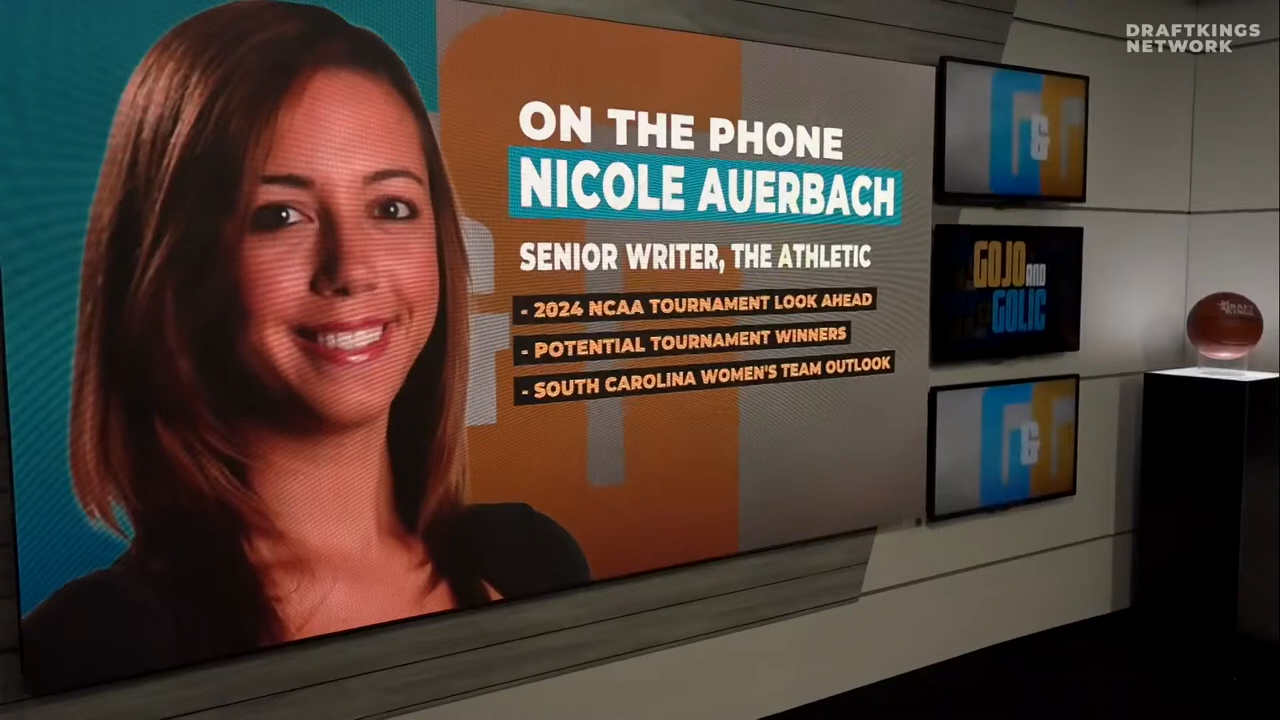 DRAFTKINGS
NETWORK
ON THE PHONE
NICOLE AUERBACH
SENIOR WRITER, THE ATHLETIC
- 2024 NCAA TOURNAMENT LOOK AHEAD
- POTENTIAL TOURNAMENT WINNERS
- SOUTH CAROLINA WOMEN'S TEAM OUTLOOK
G & G
GOJO AND
GOLIC
G & G